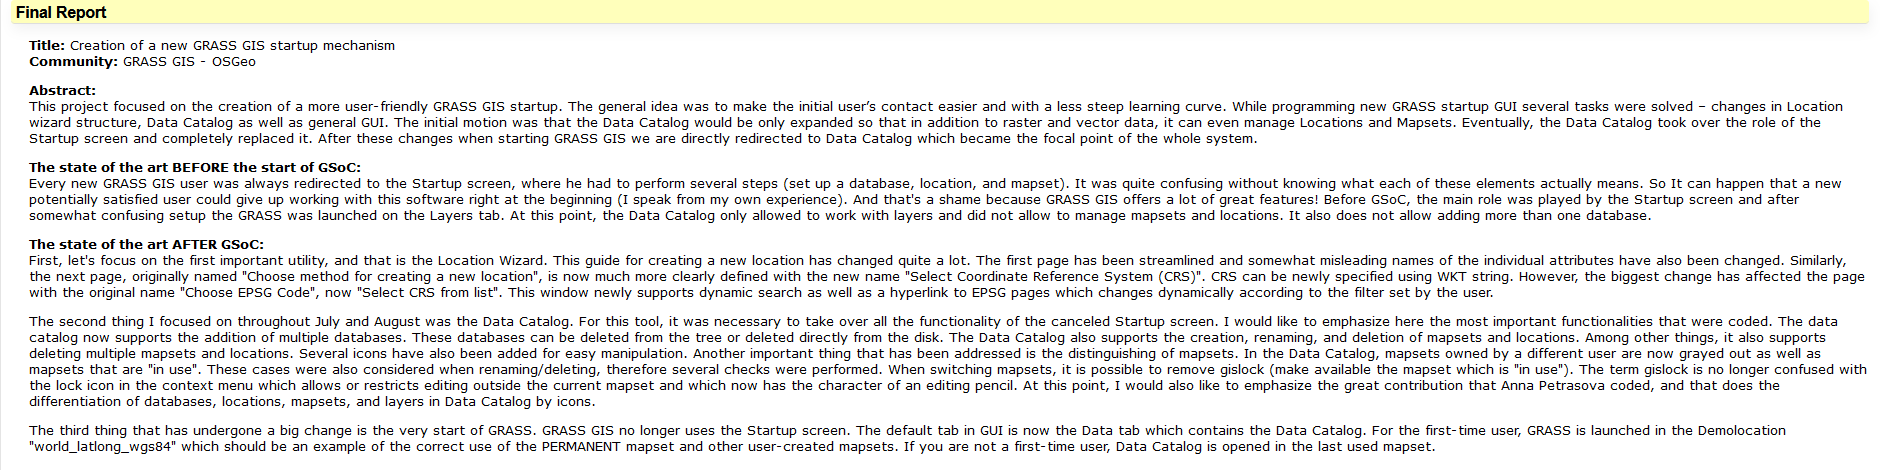 Final Report
Title: Creation of a new GRASS GIS startup mechanism
Community: GRASS GIS - OSGeo
Abstract:
This project focused on the creation of a more user-friendly GRASS GIS startup. The general idea was to make the initial user’s contact easier and with a less steep learning curve. While programming new GRASS startup GUI several tasks were solved – changes in Location
wizard structure, Data Catalog as well as general GUI. The initial motion was that the Data Catalog would be only expanded so that in addition to raster and vector data, it can even manage Locations and Mapsets. Eventually, the Data Catalog took over the role of the
Startup screen and completely replaced it. After these changes when starting GRASS GIS we are directly redirected to Data Catalog which became the focal point of the whole system.
The state of the art BEFORE the start of GSoC:
Every new GRASS GIS user was always redirected to the Startup screen, where he had to perform several steps (set up a database, location, and mapset). It was quite confusing without knowing what each of these elements actually means. So It can happen that a new
potentially satisfied user could give up working with this software right at the beginning (I speak from my own experience). And that's a shame because GRASS GIS offers a lot of great features! Before GSoC, the main role was played by the Startup screen and after
somewhat confusing setup the GRASS was launched on the Layers tab. At this point, the Data Catalog only allowed to work with layers and did not allow to manage mapsets and locations. It also does not allow adding more than one database.
The state of the art AFTER GSoC:
First, let's focus on the first important utility, and that is the Location Wizard. This guide for creating a new location has changed quite a lot. The first page has been streamlined and somewhat misleading names of the individual attributes have also been changed. Similarly,
the next page, originally named "Choose method for creating a new location", is now much more clearly defined with the new name "Select Coordinate Reference System (CRS)". CRS can be newly specified using WKT string. However, the biggest change has affected the page
with the original name "Choose EPSG Code", now "Select CRS from list". This window newly supports dynamic search as well as a hyperlink to EPSG pages which changes dynamically according to the filter set by the user.
The second thing I focused on throughout July and August was the Data Catalog. For this tool, it was necessary to take over all the functionality of the canceled Startup screen. I would like to emphasize here the most important functionalities that were coded. The data
catalog now supports the addition of multiple databases. These databases can be deleted from the tree or deleted directly from the disk. The Data Catalog also supports the creation, renaming, and deletion of mapsets and locations. Among other things, it also supports
deleting multiple mapsets and locations. Several icons have also been added for easy manipulation. Another important thing that has been addressed is the distinguishing of mapsets. In the Data Catalog, mapsets owned by a different user are now grayed out as well as
mapsets that are "in use". These cases were also considered when renaming/deleting, therefore several checks were performed. When switching mapsets, it is possible to remove gislock (make available the mapset which is "in use"). The term gislock is no longer confused with
the lock icon in the context menu which allows or restricts editing outside the current mapset and which now has the character of an editing pencil. At this point, I would also like to emphasize the great contribution that Anna Petrasova coded, and that does the
differentiation of databases, locations, mapsets, and layers in Data Catalog by icons.
The third thing that has undergone a big change is the very start of GRASS. GRASS GIS no longer uses the Startup screen. The default tab in GUI is now the Data tab which contains the Data Catalog. For the first-time user, GRASS is launched in the Demolocation
"world_latlong_wgs84" which should be an example of the correct use of the PERMANENT mapset and other user-created mapsets. If you are not a first-time user, Data Catalog is opened in the last used mapset.